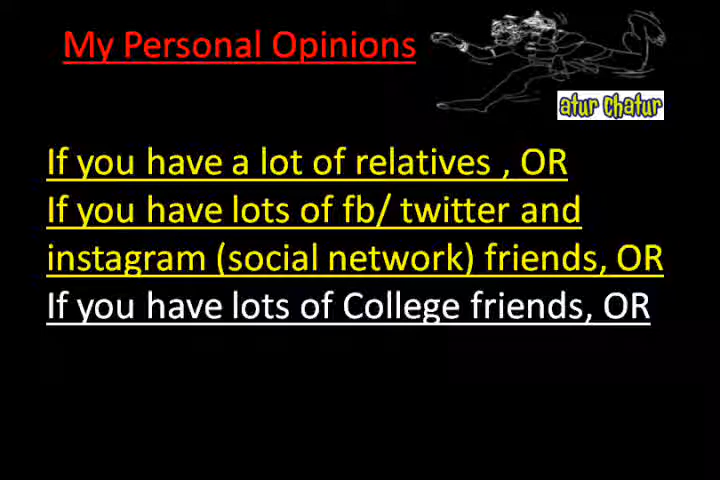 My Personal Opinions
atur chatur
If you have a lot of relatives , OR
If you have lots of fb/ twitter and
instagram (social network) friends, OR
If you have lots of College friends, OR